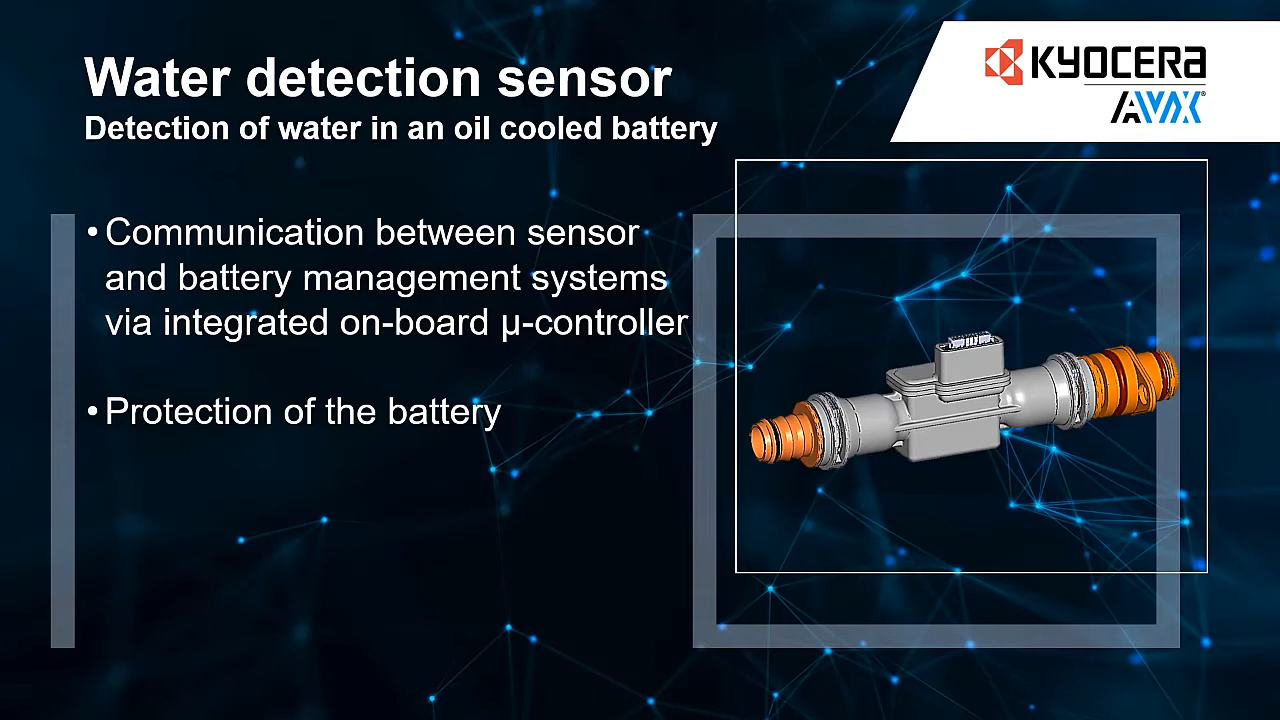 Water detection sensor
Detection of water in an oil cooled battery
KYOCERA
AVX®
• Communication between sensor
and battery management systems
via integrated on-board µ-controller
• Protection of the battery